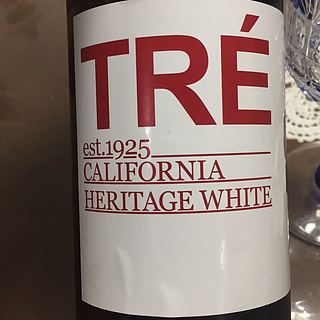 TRÉ
est.1925
CALIFORNIA
HERITAGE WHITE